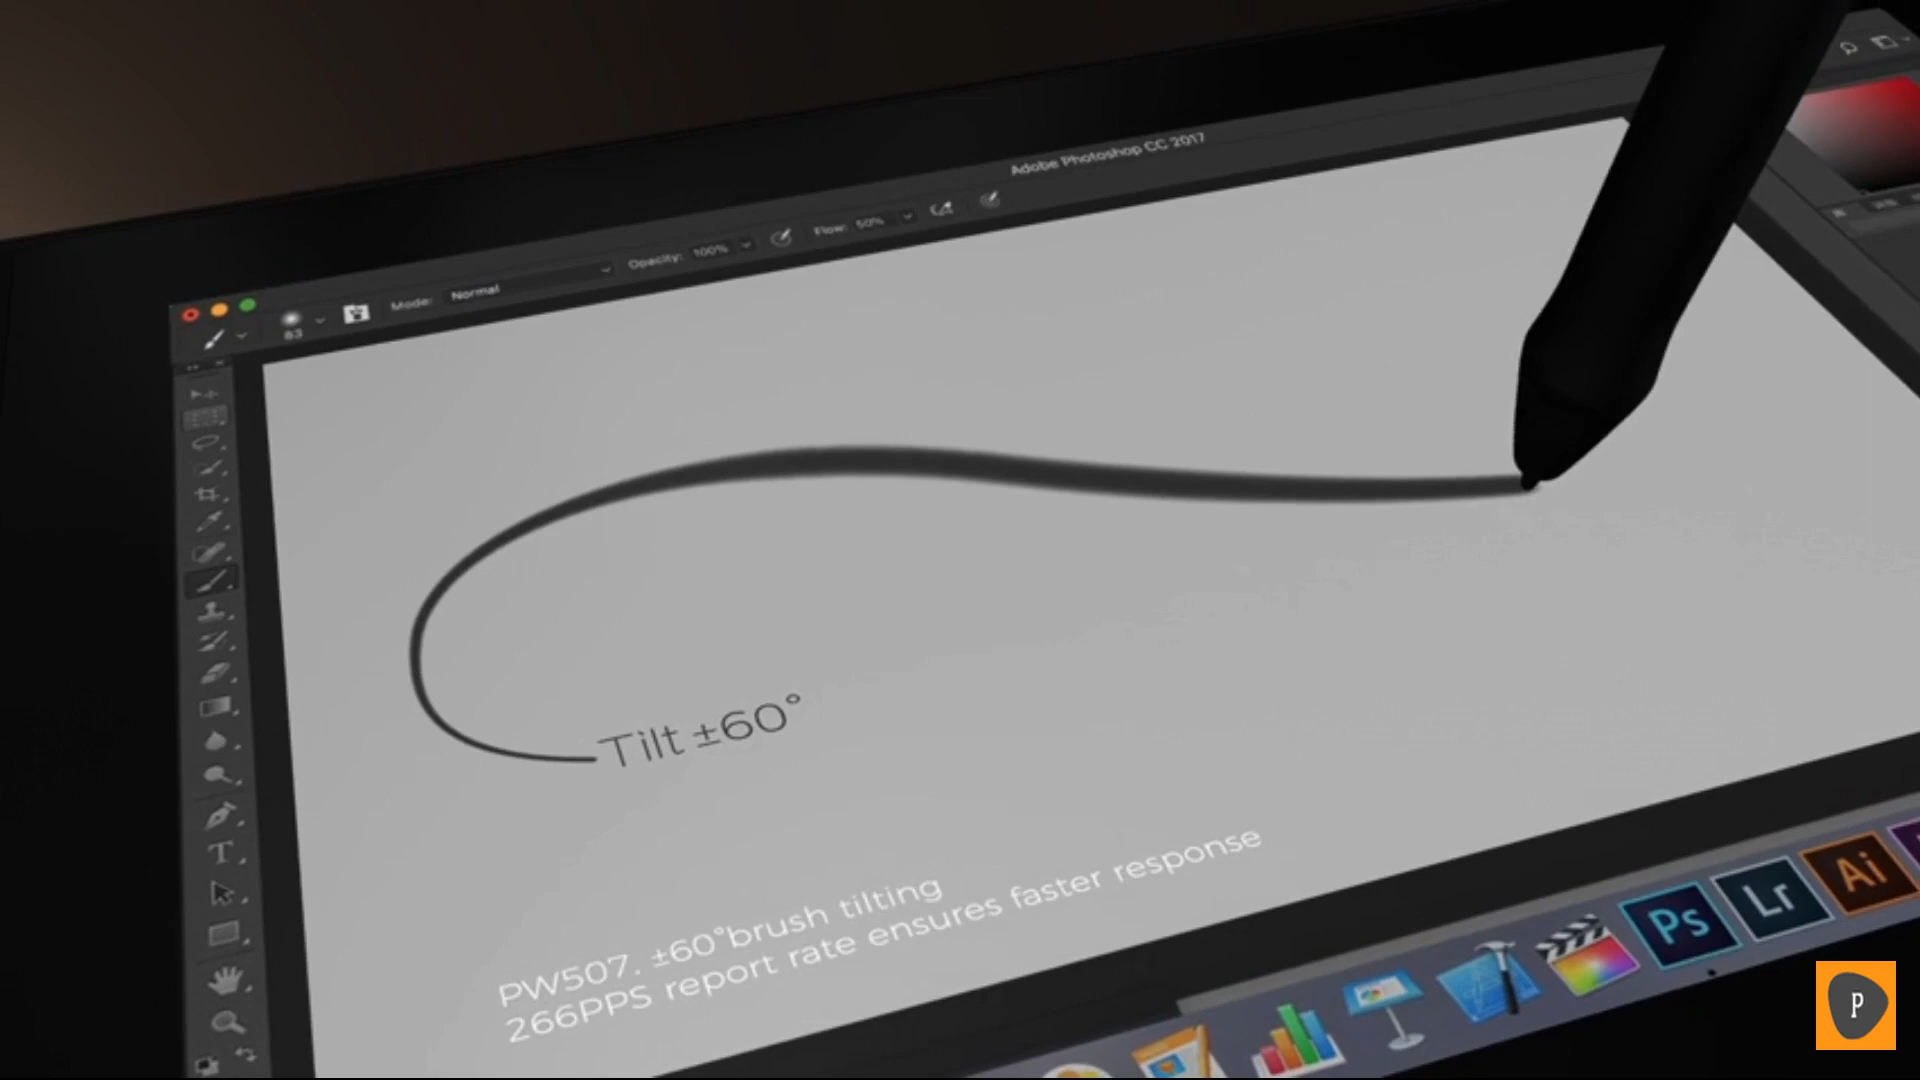 Adobe Photoshop CC 2017
63
Mode: Normal
Opacity: 100%
Flow: 50%
T
Tilt ±60°
PW507. ±60°brush tilting
266PPS report rate ensures faster response
Ps
Lr
Ai
P